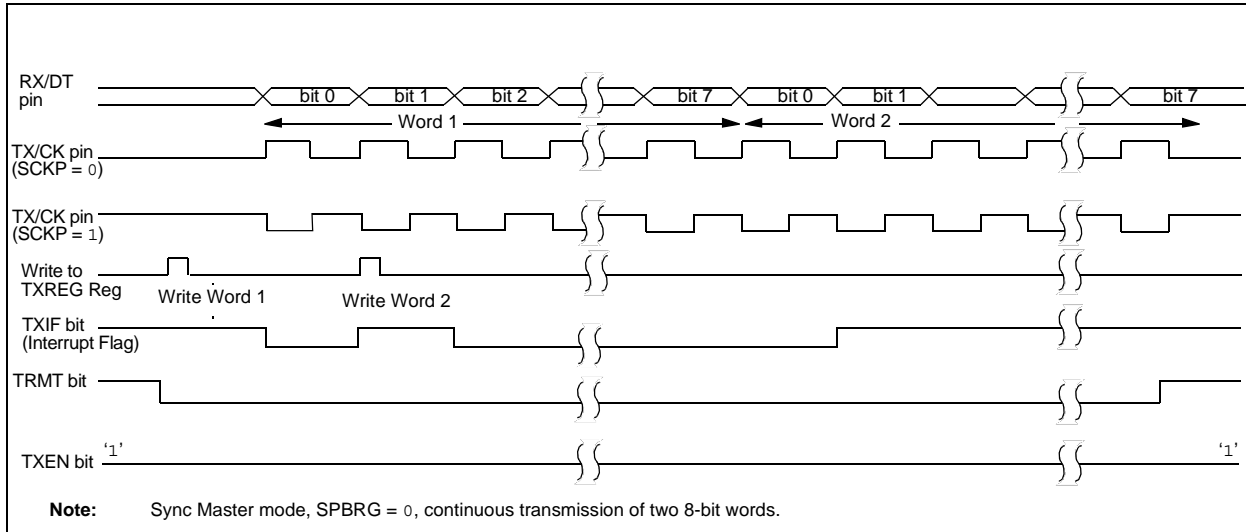 RX/DT
pin
bit 0 bit 1 bit 2 bit 7 bit 0 bit 1 bit 7
Word 1 Word 2
TX/CK pin
(SCKP = 0)
TX/CK pin
(SCKP = 1)
Write to
TXREG Reg
Write Word 1 Write Word 2
TXIF bit
(Interrupt Flag)
TRMT bit
TXEN bit ‘1’ ‘1’
Note: Sync Master mode, SPBRG = 0, continuous transmission of two 8-bit words.